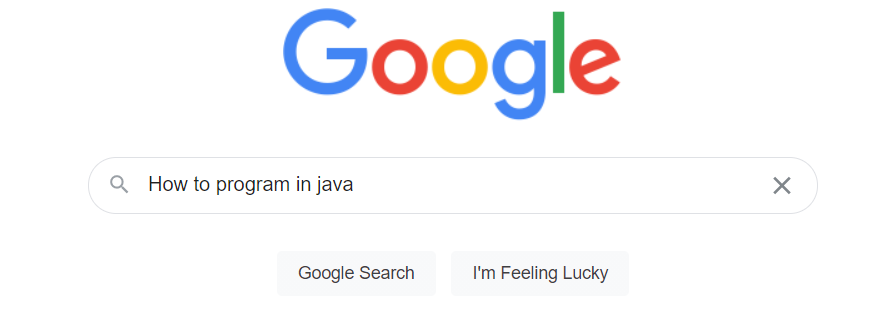 Google
How to program in java
Google Search
I'm Feeling Lucky